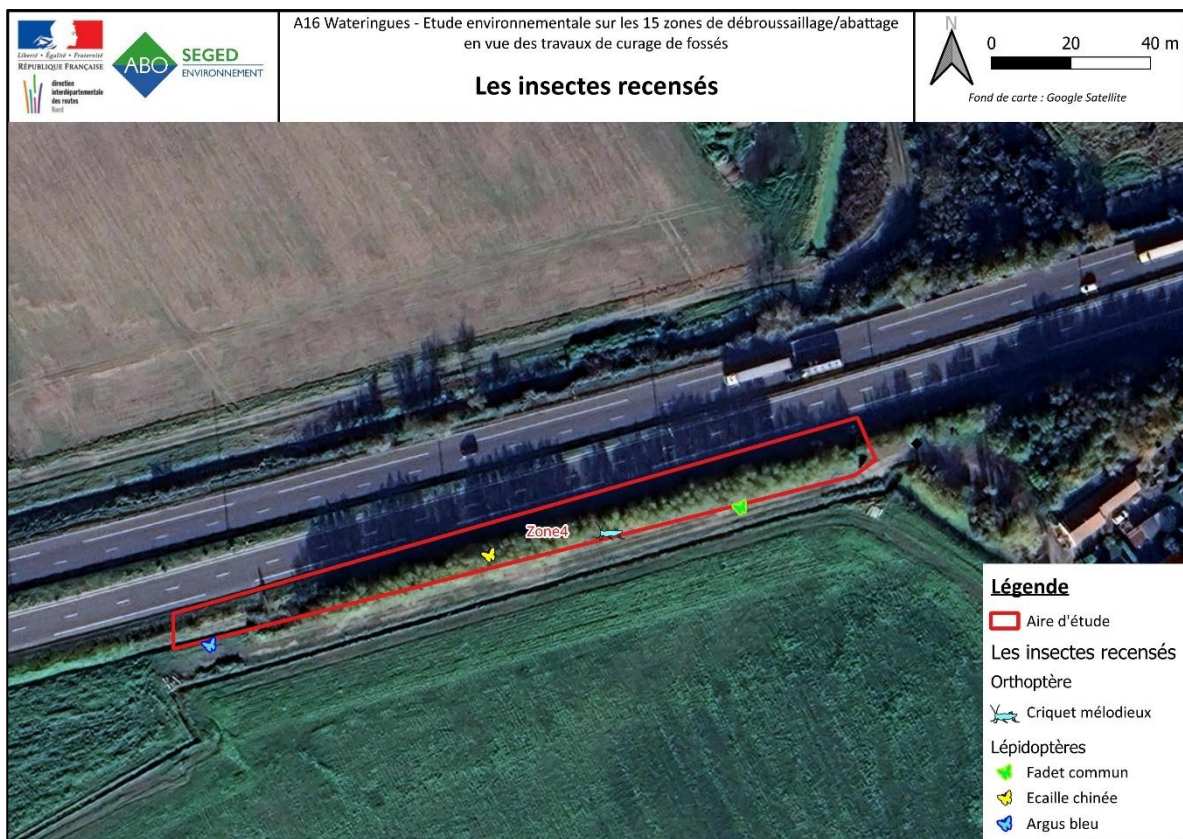 Liberté • Égalité • Fraternité
RÉPUBLIQUE FRANÇAISE
direction
interdépartementale
des routes
Nord
ABO
SEGED
ENVIRONNEMENT
A16 Wateringues - Etude environnementale sur les 15 zones de débroussaillage/abattage
en vue des travaux de curage de fossés
Les insectes recensés
N
0 20 40 m
Fond de carte : Google Satellite
Zone4
Légende
Aire d'étude
Les insectes recensés
Orthoptère
Criquet mélodieux
Lépidoptères
Fadet commun
Ecaille chinée
Argus bleu